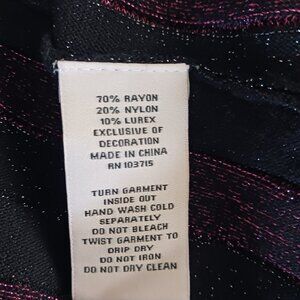 70% RAYON
20% NYLON
10% LUREX
EXCLUSIVE OF
DECORATION
MADE IN CHINA
RN 103715
TURN GARMENT
INSIDE OUT
HAND WASH COLD
SEPARATELY
DO NOT BLEACH
TWIST GARMENT TO
DRIP DRY
DO NOT IRON
DO NOT DRY CLEAN